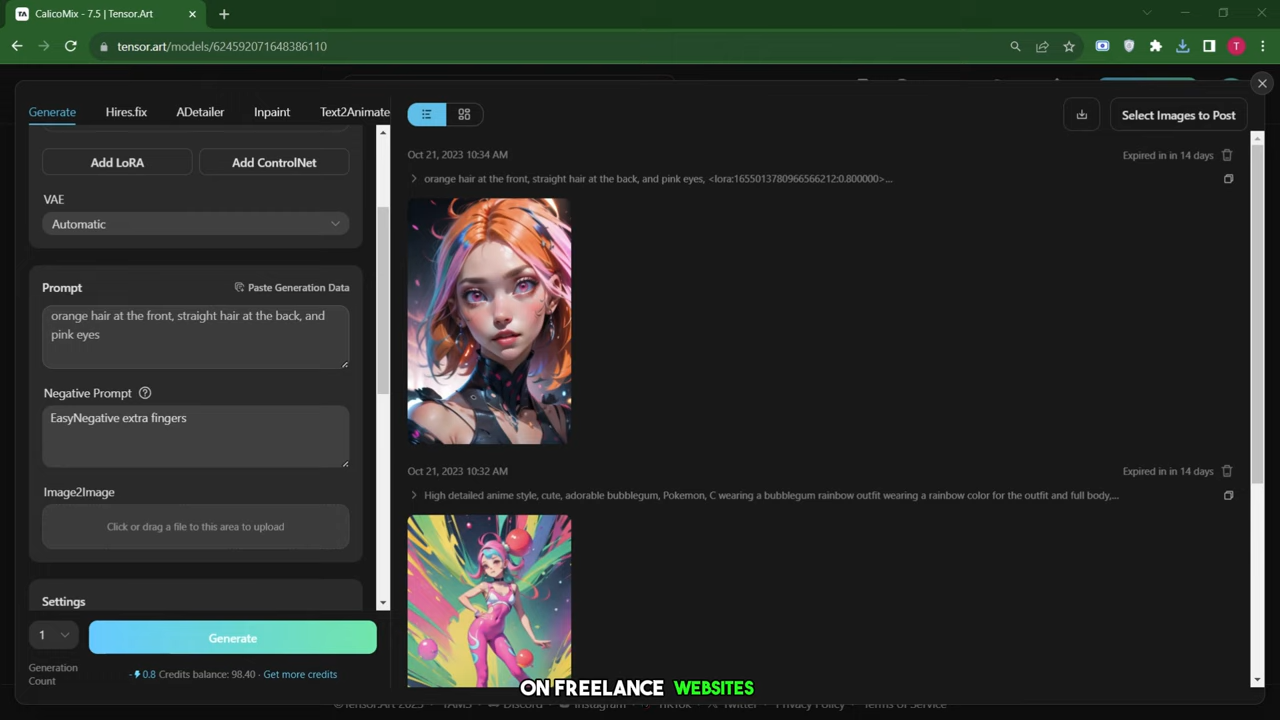 CalicoMix - 7.5 | Tensor.Art
tensor.art/models/624592071648386110
T
Generate
Hires.fix
ADetailer
Inpaint
Text2Animate
Add LoRA
Add ControlNet
VAE
Automatic
Prompt
Paste Generation Data
orange hair at the front, straight hair at the back, and
pink eyes
Negative Prompt
EasyNegative extra fingers
Image2Image
Click or drag a file to this area to upload
Settings
1
Generate
Generation
Count
- 0.8 Credits balance: 98.40 - Get more credits
Select Images to Post
Oct 21, 2023 10:34 AM
Expired in in 14 days
orange hair at the front, straight hair at the back, and pink eyes, <lora:1655013780966566212:0.800000>...
Oct 21, 2023 10:32 AM
Expired in in 14 days
High detailed anime style, cute, adorable bubblegum, Pokemon, C wearing a bubblegum rainbow outfit wearing a rainbow color for the outfit and full body,...
ON FREELANCE WEBSITES